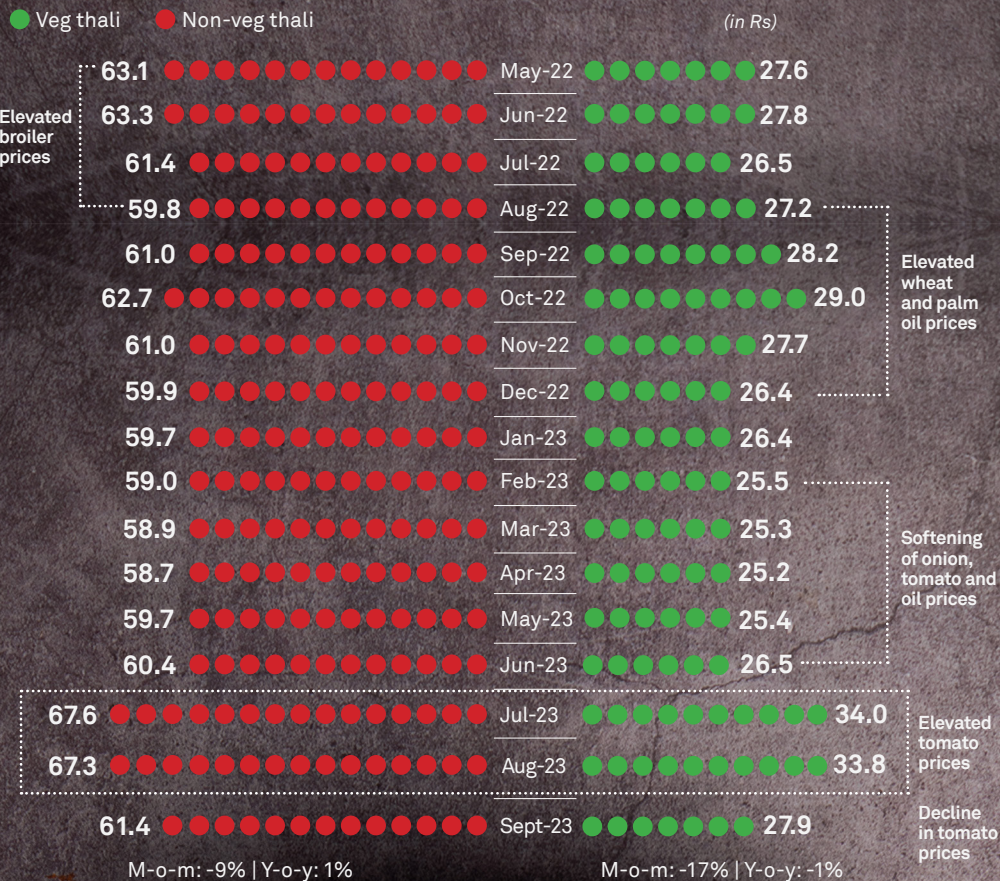 Veg thali Non-veg thali (in Rs)
63.1 May-22 27.6
63.3 Jun-22 27.8
Elevated
broiler
prices
61.4 Jul-22 26.5
59.8 Aug-22 27.2
61.0 Sep-22 28.2
62.7 Oct-22 29.0
Elevated
wheat
and palm
oil prices
61.0 Nov-22 27.7
59.9 Dec-22 26.4
59.7 Jan-23 26.4
59.0 Feb-23 25.5
58.9 Mar-23 25.3
58.7 Apr-23 25.2
Softening
of onion,
tomato and
oil prices
59.7 May-23 25.4
60.4 Jun-23 26.5
67.6 Jul-23 34.0
67.3 Aug-23 33.8
Elevated
tomato
prices
61.4 Sept-23 27.9
Decline
in tomato
prices
M-o-m: -9% | Y-o-y: 1% M-o-m: -17% | Y-o-y: -1%